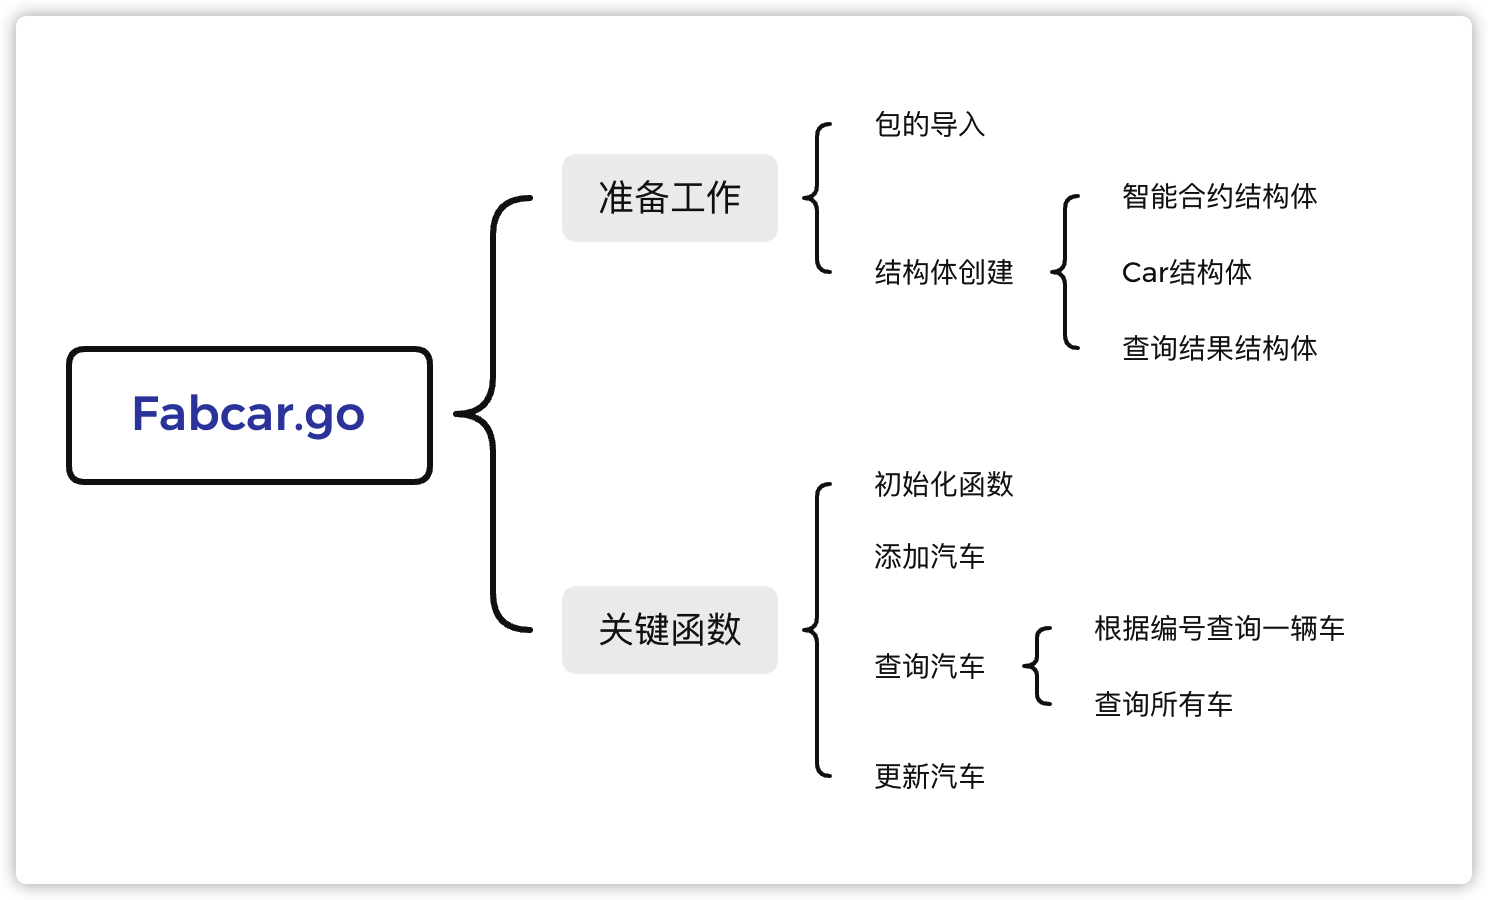 Fabcar.go
准备工作
包的导入
结构体创建
智能合约结构体
Car结构体
查询结果结构体
关键函数
初始化函数
添加汽车
查询汽车
根据编号查询一辆车
查询所有车
更新汽车